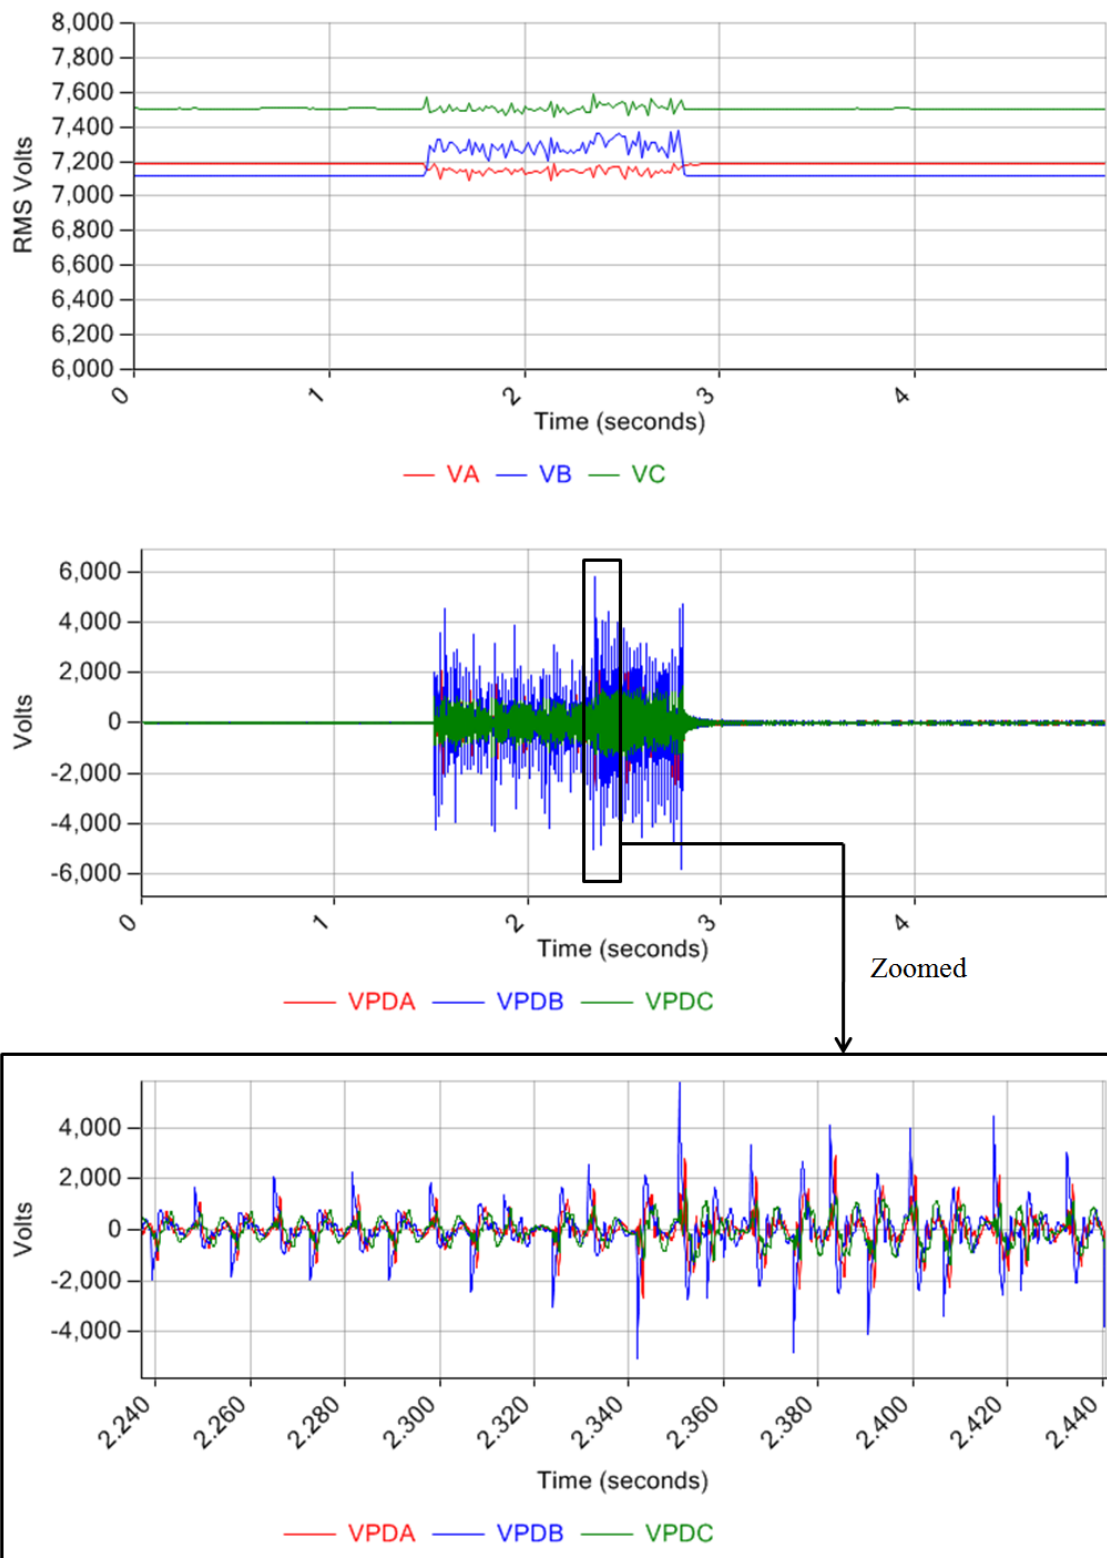 8,000
7,800
7,600
7,400
7,200
7,000
6,800
6,600
6,400
6,200
6,000
RMS Volts
0 1 2 3 4
Time (seconds)
VA VB VC
6,000
4,000
2,000
0
-2,000
-4,000
-6,000
Volts
0 1 2 3 4
Time (seconds)
Zoomed
VPDA VPDB VPDC
4,000
2,000
0
-2,000
-4,000
Volts
2.240 2.260 2.280 2.300 2.320 2.340 2.360 2.380 2.400 2.420 2.440
Time (seconds)
VPDA VPDB VPDC